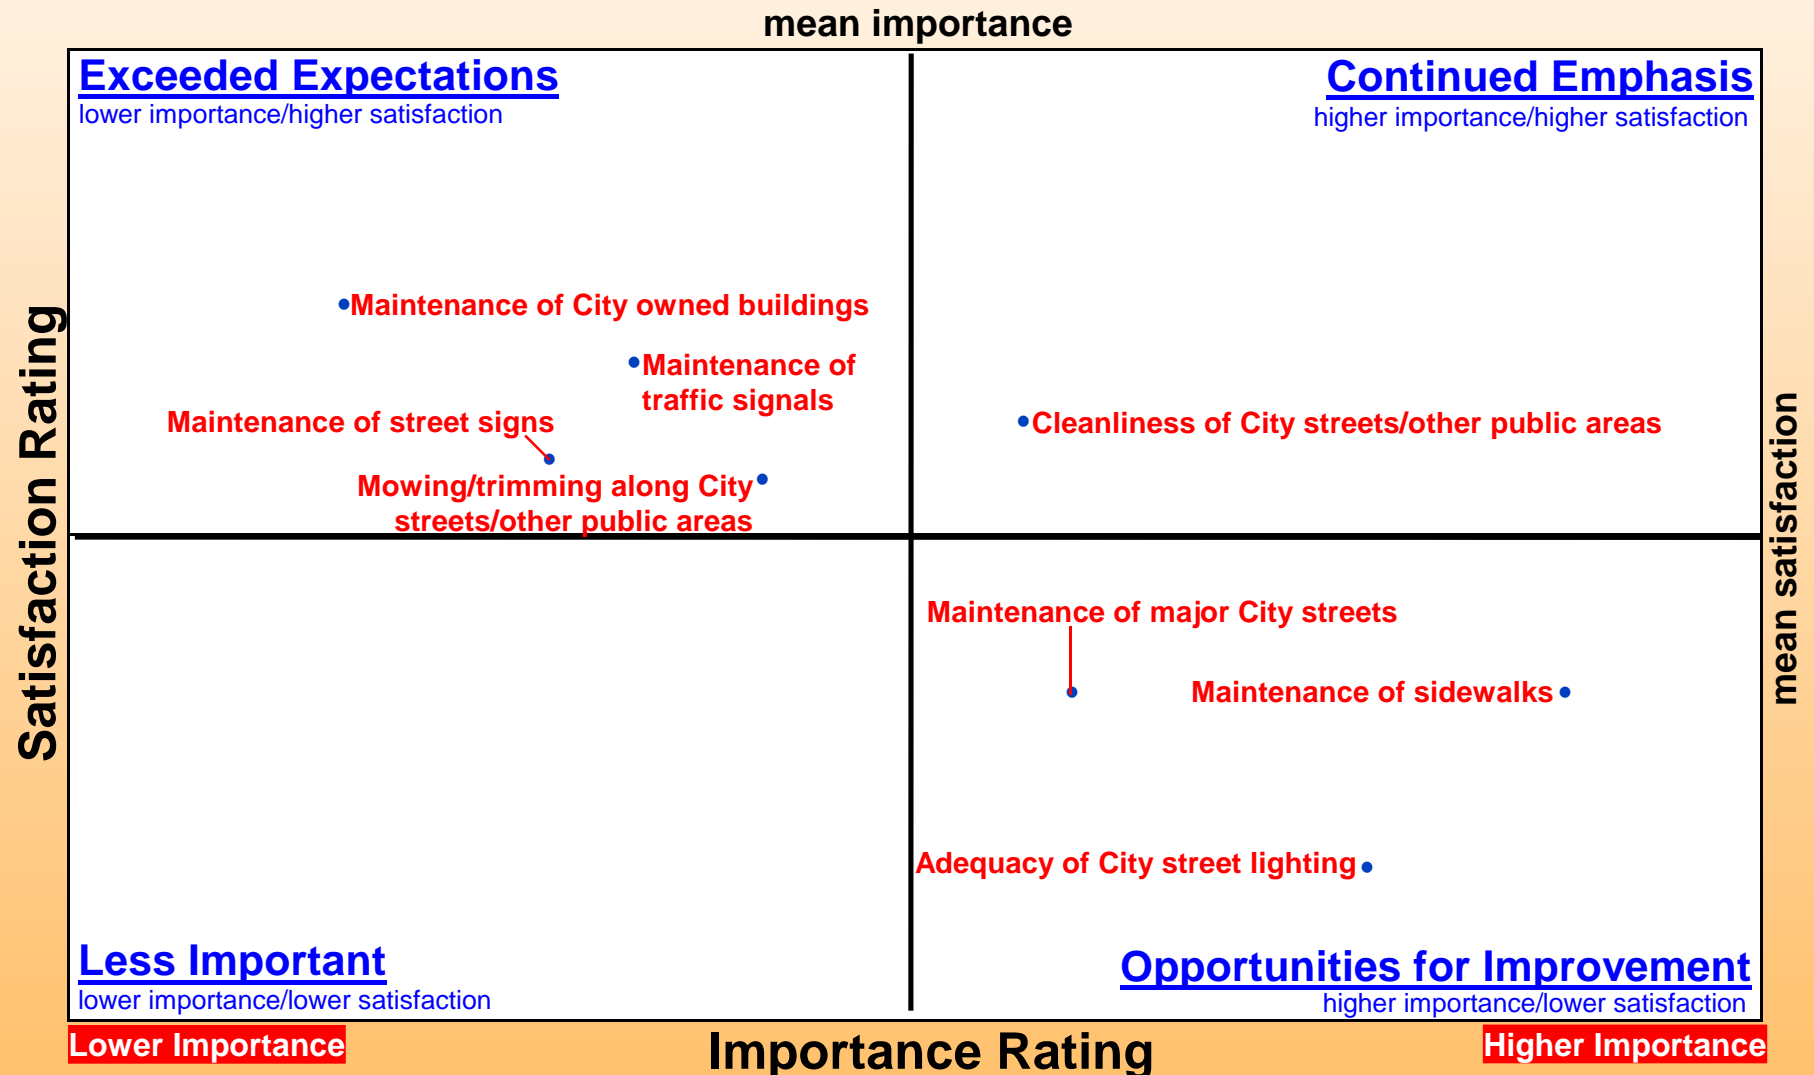 mean importance
Exceeded Expectations
lower importance/higher satisfaction
Continued Emphasis
higher importance/higher satisfaction
Maintenance of City owned buildings
Maintenance of
traffic signals
Maintenance of street signs
Cleanliness of City streets/other public areas
Mowing/trimming along City
streets/other public areas
Satisfaction Rating
mean satisfaction
Maintenance of major City streets
Maintenance of sidewalks
Adequacy of City street lighting
Less Important
lower importance/lower satisfaction
Opportunities for Improvement
higher importance/lower satisfaction
Lower Importance
Importance Rating
Higher Importance